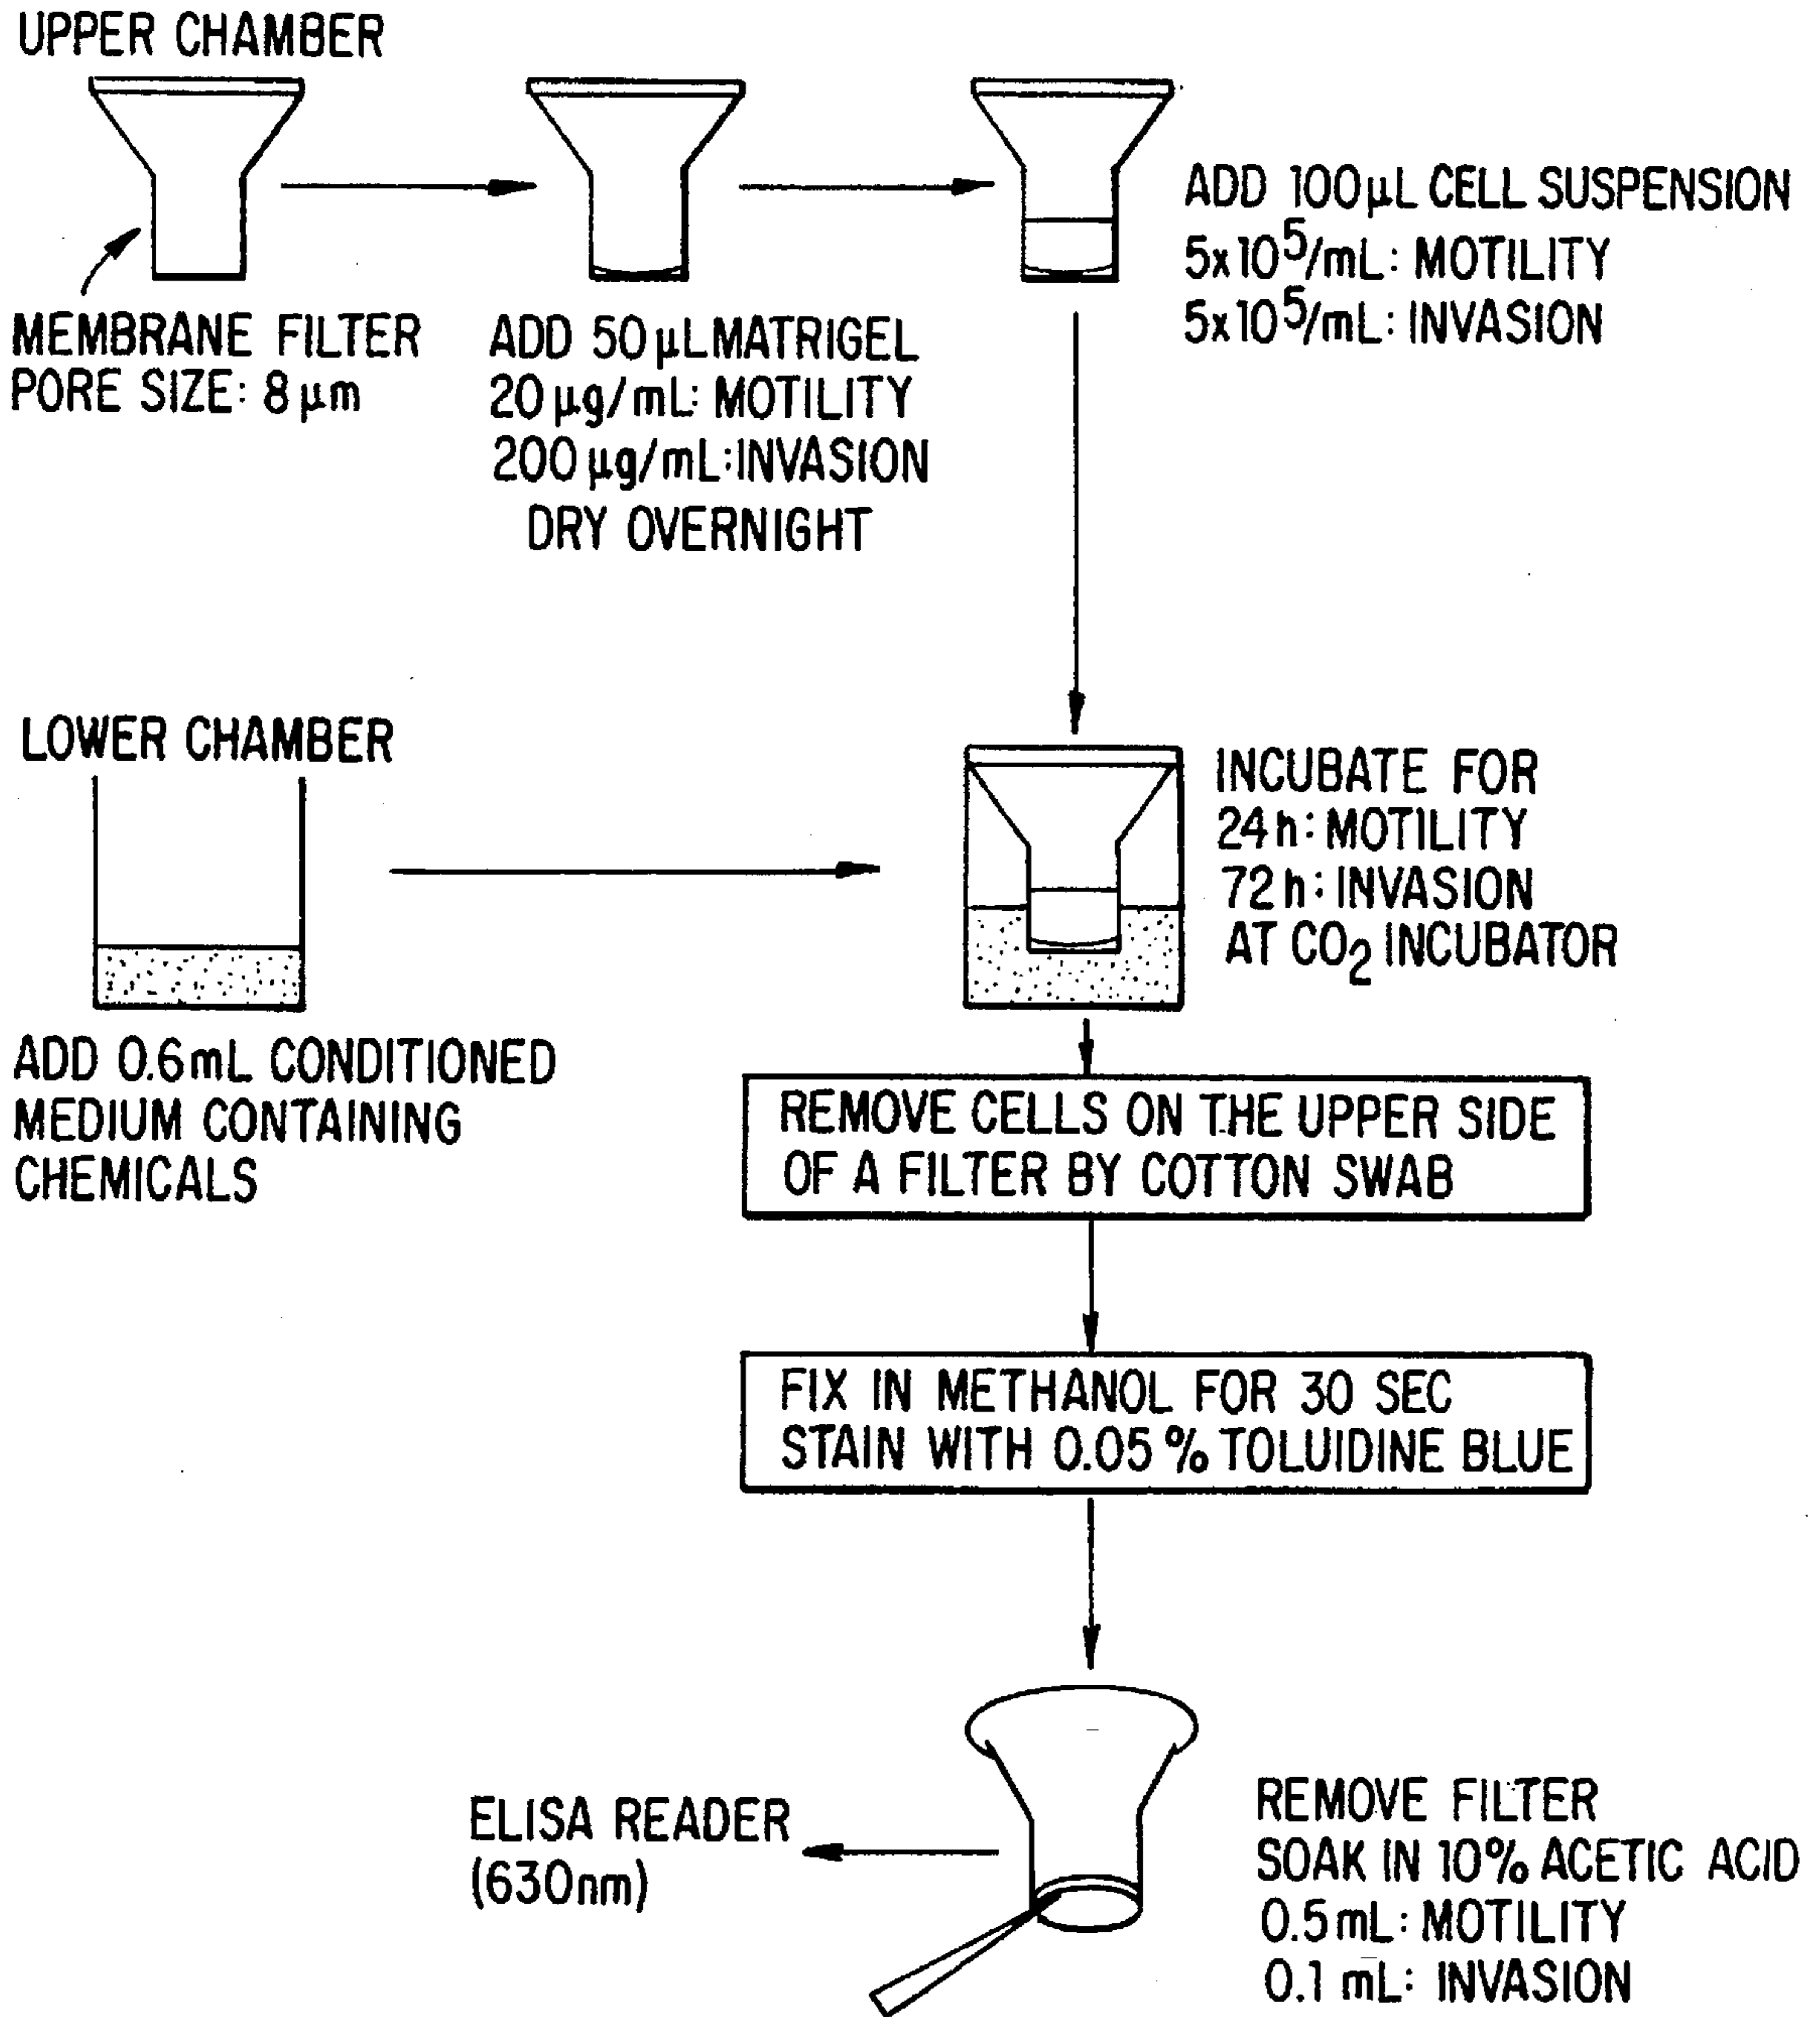 UPPER CHAMBER
MEMBRANE FILTER
PORE SIZE: 8 µm
ADD 50 µL MATRIGEL
20 µg/mL: MOTILITY
200 µg/mL: INVASION
DRY OVERNIGHT
ADD 100 µL CELL SUSPENSION
5x10⁵/mL: MOTILITY
5x10⁵/mL: INVASION
LOWER CHAMBER
ADD 0.6 mL CONDITIONED
MEDIUM CONTAINING
CHEMICALS
INCUBATE FOR
24 h: MOTILITY
72 h: INVASION
AT CO₂ INCUBATOR
REMOVE CELLS ON THE UPPER SIDE
OF A FILTER BY COTTON SWAB
FIX IN METHANOL FOR 30 SEC
STAIN WITH 0.05 % TOLUIDINE BLUE
REMOVE FILTER
SOAK IN 10% ACETIC ACID
0.5 mL: MOTILITY
0.1 mL: INVASION
ELISA READER
(630nm)